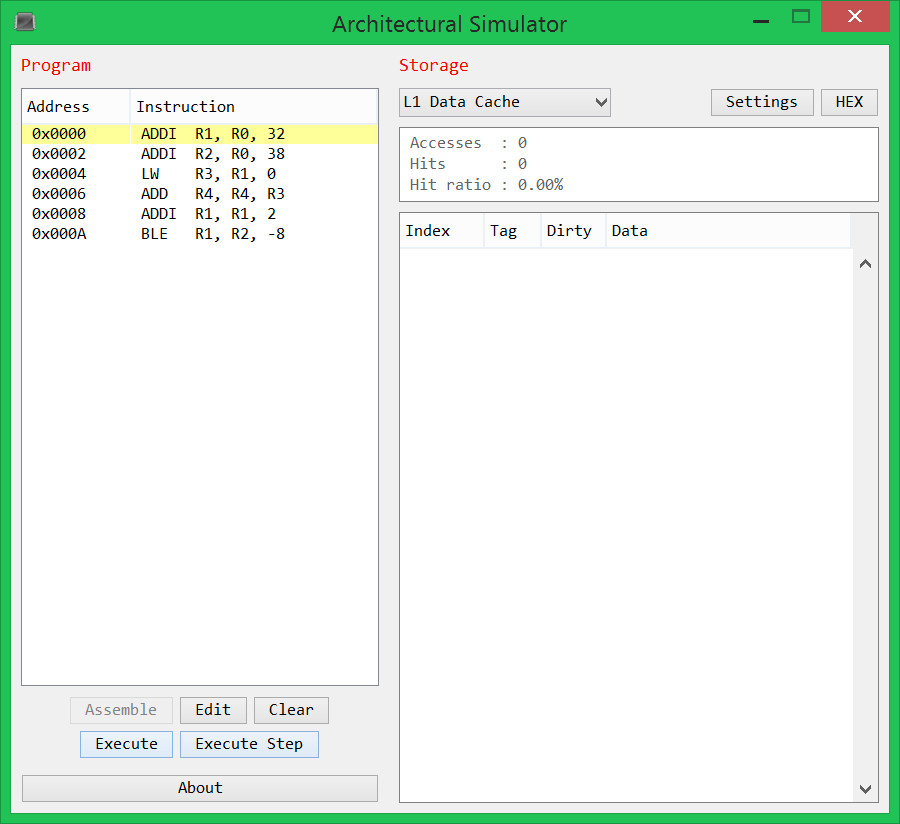 Architectural Simulator
Program
Address Instruction
0x0000 ADDI R1, R0, 32
0x0002 ADDI R2, R0, 38
0x0004 LW R3, R1, 0
0x0006 ADD R4, R4, R3
0x0008 ADDI R1, R1, 2
0x000A BLE R1, R2, -8
Assemble Edit Clear
Execute Execute Step
About
Storage
L1 Data Cache Settings HEX
Accesses : 0
Hits : 0
Hit ratio : 0.00%
Index Tag Dirty Data